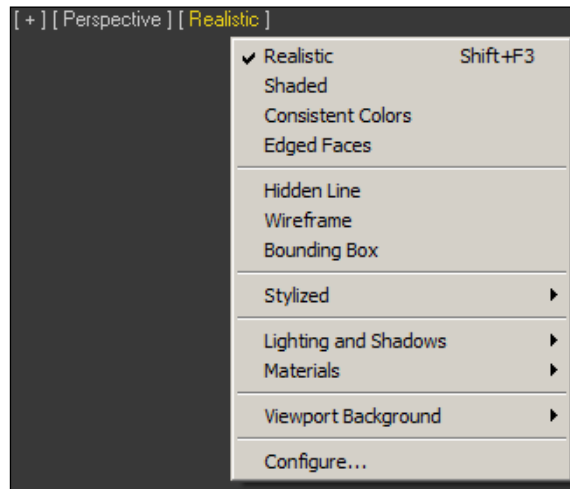 [ + ] [ Perspective ] [ Realistic ]
Realistic Shift+F3
Shaded
Consistent Colors
Edged Faces
Hidden Line
Wireframe
Bounding Box
Stylized
Lighting and Shadows
Materials
Viewport Background
Configure...